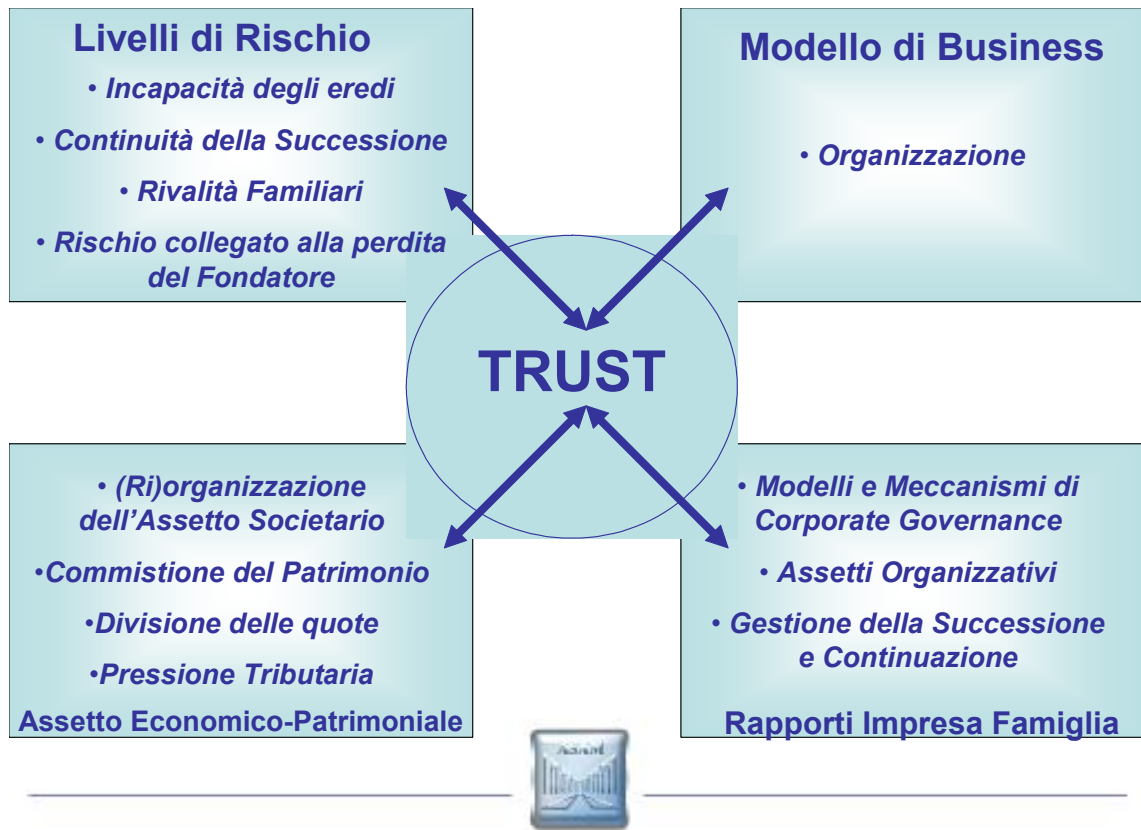 Livelli di Rischio
• Incapacità degli eredi
• Continuità della Successione
• Rivalità Familiari
• Rischio collegato alla perdita
del Fondatore
Modello di Business
• Organizzazione
TRUST
• (Ri)organizzazione
dell'Assetto Societario
•Commistione del Patrimonio
•Divisione delle quote
•Pressione Tributaria
Assetto Economico-Patrimoniale
• Modelli e Meccanismi di
Corporate Governance
• Assetti Organizzativi
• Gestione della Successione
e Continuazione
Rapporti Impresa Famiglia